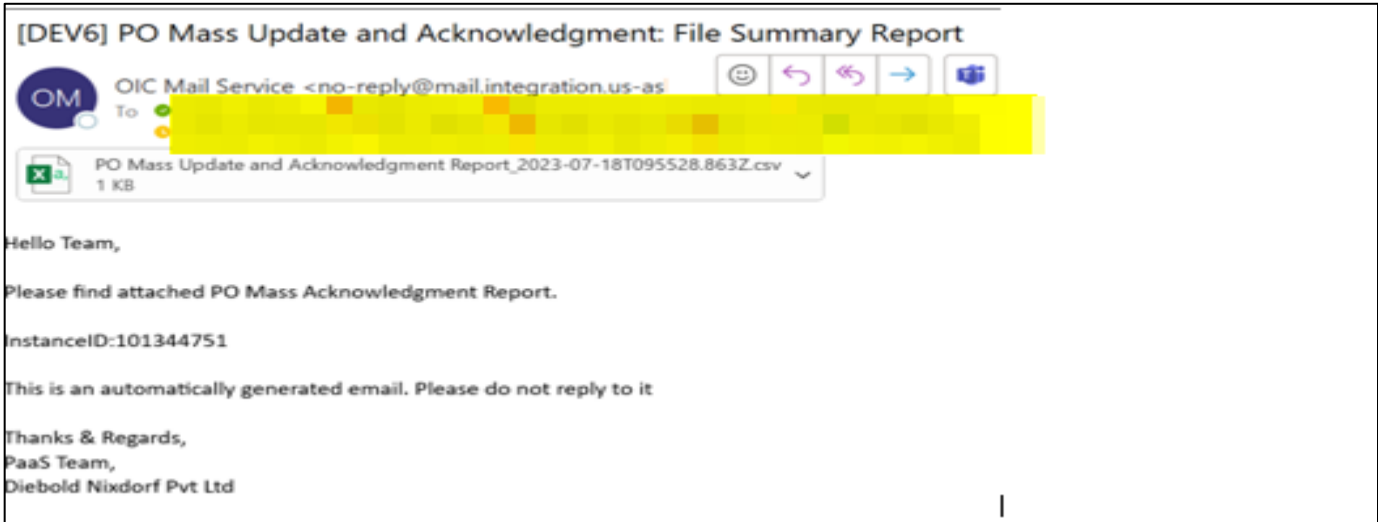 [DEV6] PO Mass Update and Acknowledgment: File Summary Report
OM
OIC Mail Service <no-reply@mail.integration.us-as
To
PO Mass Update and Acknowledgment Report_2023-07-18T095528.863Z.csv
1 KB
Hello Team,
Please find attached PO Mass Acknowledgment Report.
InstanceID:101344751
This is an automatically generated email. Please do not reply to it
Thanks & Regards,
PaaS Team,
Diebold Nixdorf Pvt Ltd